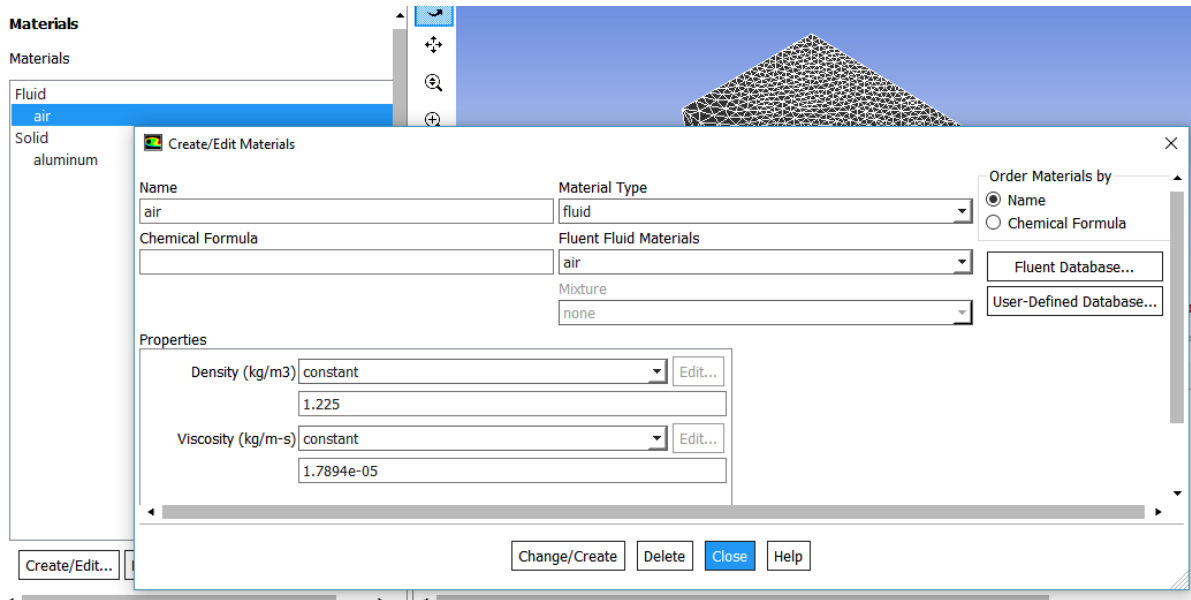 Materials
Materials
Fluid
air
Solid
aluminum
Create/Edit...
Create/Edit Materials
Name
air
Chemical Formula
Material Type
fluid
Fluent Fluid Materials
air
Mixture
none
Order Materials by
Name
Chemical Formula
Fluent Database...
User-Defined Database...
Properties
Density (kg/m3) constant Edit...
1.225
Viscosity (kg/m-s) constant Edit...
1.7894e-05
Change/Create Delete Close Help